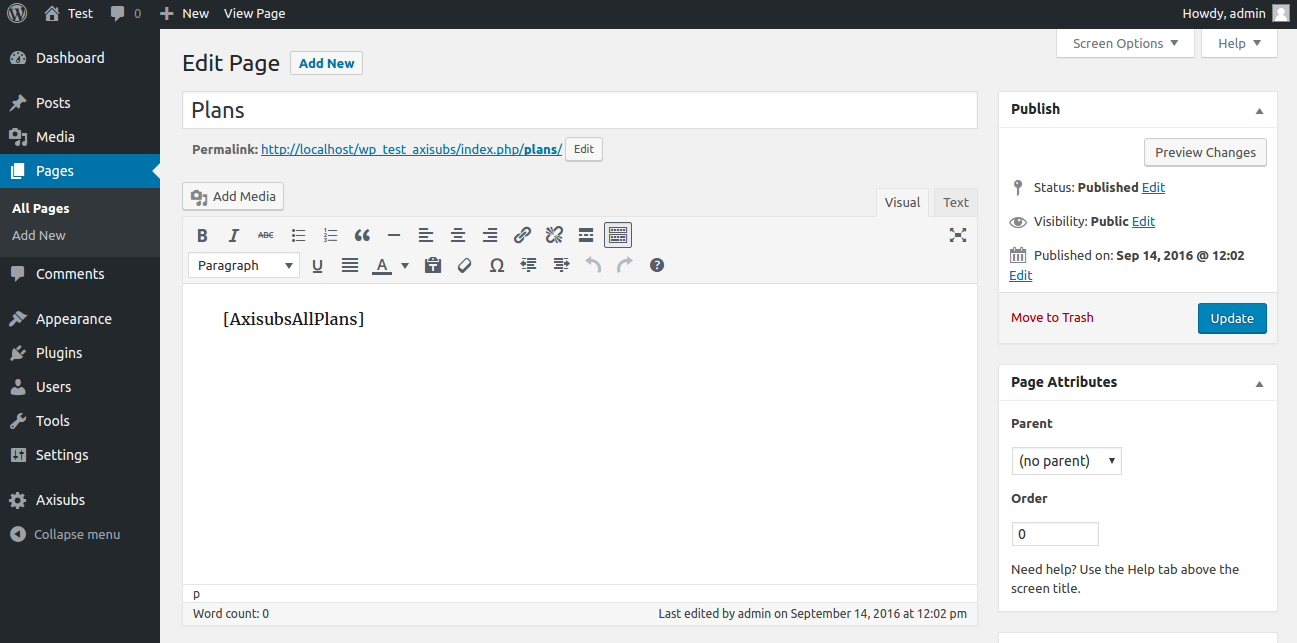 Test 0 New View Page Howdy, admin
Screen Options Help
Dashboard
Posts
Media
Pages
All Pages
Add New
Comments
Appearance
Plugins
Users
Tools
Settings
Axisubs
Collapse menu
Edit Page Add New
Plans
Permalink: http://localhost/wp_test_axisubs/index.php/plans/ Edit
Add Media
Visual Text
B I ABC
Paragraph U A Ω
[AxisubsAllPlans]
p
Word count: 0 Last edited by admin on September 14, 2016 at 12:02 pm
Publish
Preview Changes
Status: Published Edit
Visibility: Public Edit
Published on: Sep 14, 2016 @ 12:02
Edit
Move to Trash Update
Page Attributes
Parent
(no parent)
Order
0
Need help? Use the Help tab above the
screen title.